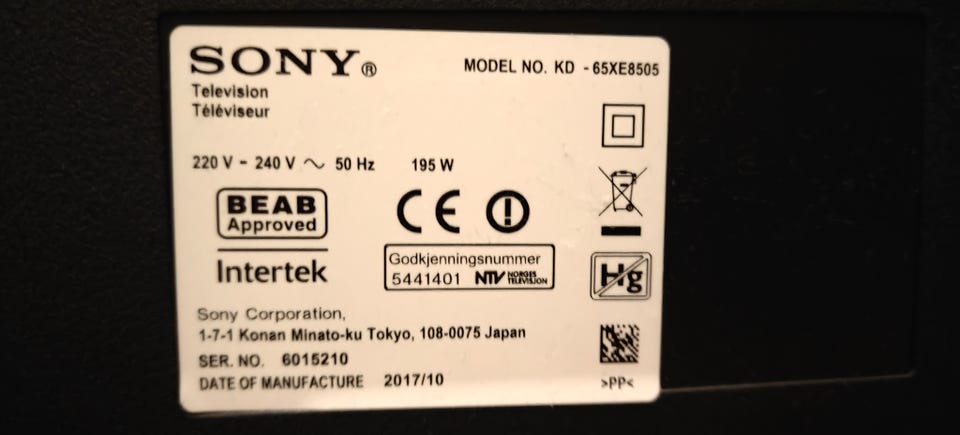 SONY®
MODEL NO. KD - 65XE8505
Television
Téléviseur
220 V - 240 V ~ 50 Hz 195 W
BEAB
Approved
CE
Intertek
Godkjenningsnummer
5441401 NTV NORGES TELEVISJON
Hg
Sony Corporation,
1-7-1 Konan Minato-ku Tokyo, 108-0075 Japan
SER. NO. 6015210
DATE OF MANUFACTURE 2017/10
>PP<